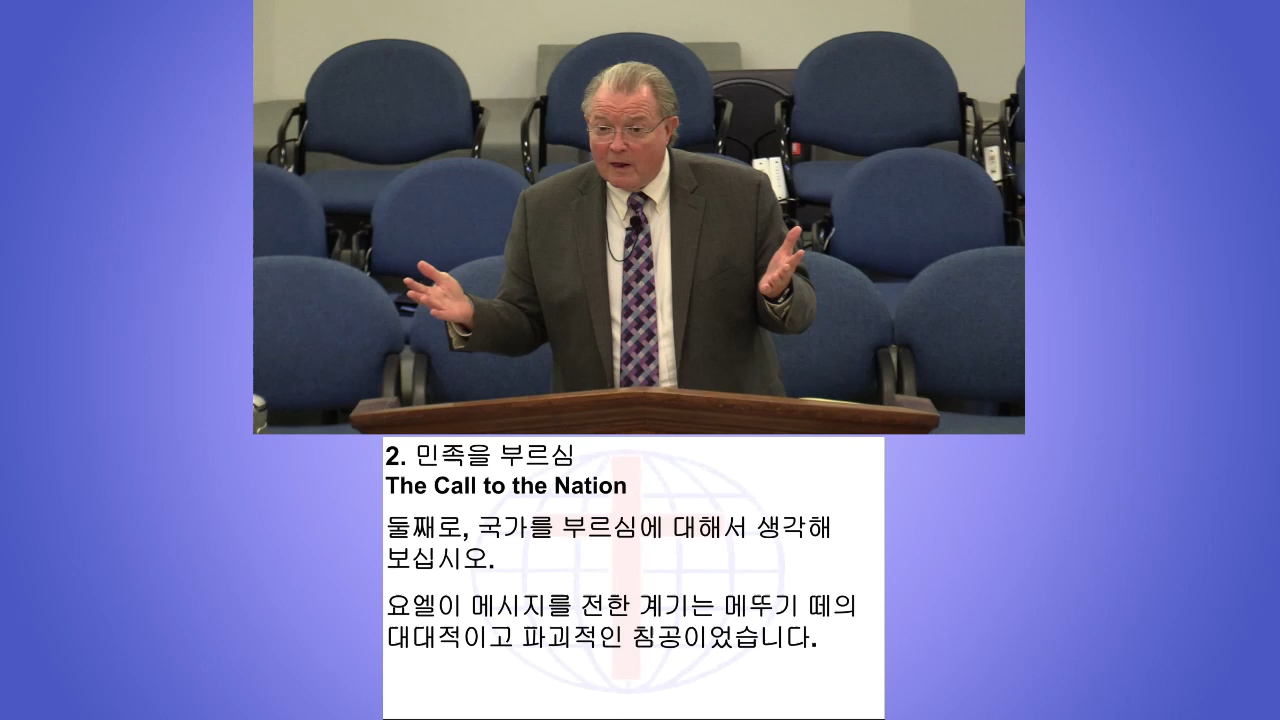 2. 민족을 부르심
The Call to the Nation
둘째로, 국가를 부르심에 대해서 생각해
보십시오.
요엘이 메시지를 전한 계기는 메뚜기 떼의
대대적이고 파괴적인 침공이었습니다.